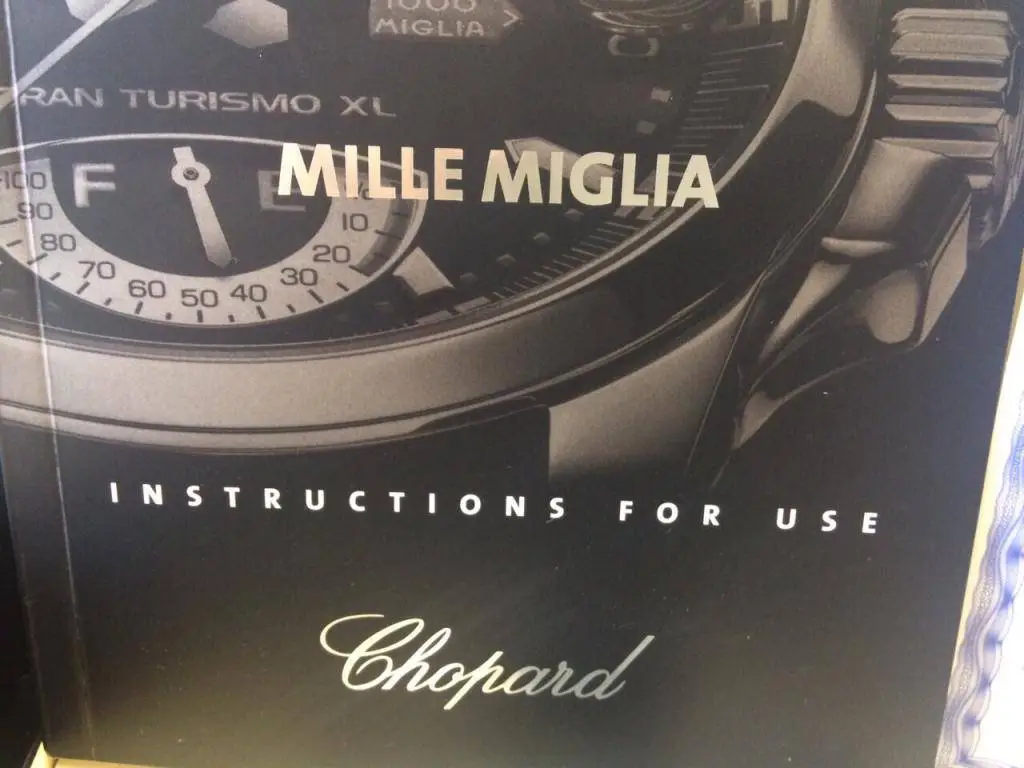 1000
MIGLIA
RAN TURISMO XL
MILLE MIGLIA
100 F E
90 10
80 20
70 30
60 50 40
INSTRUCTIONS FOR USE
Chopard